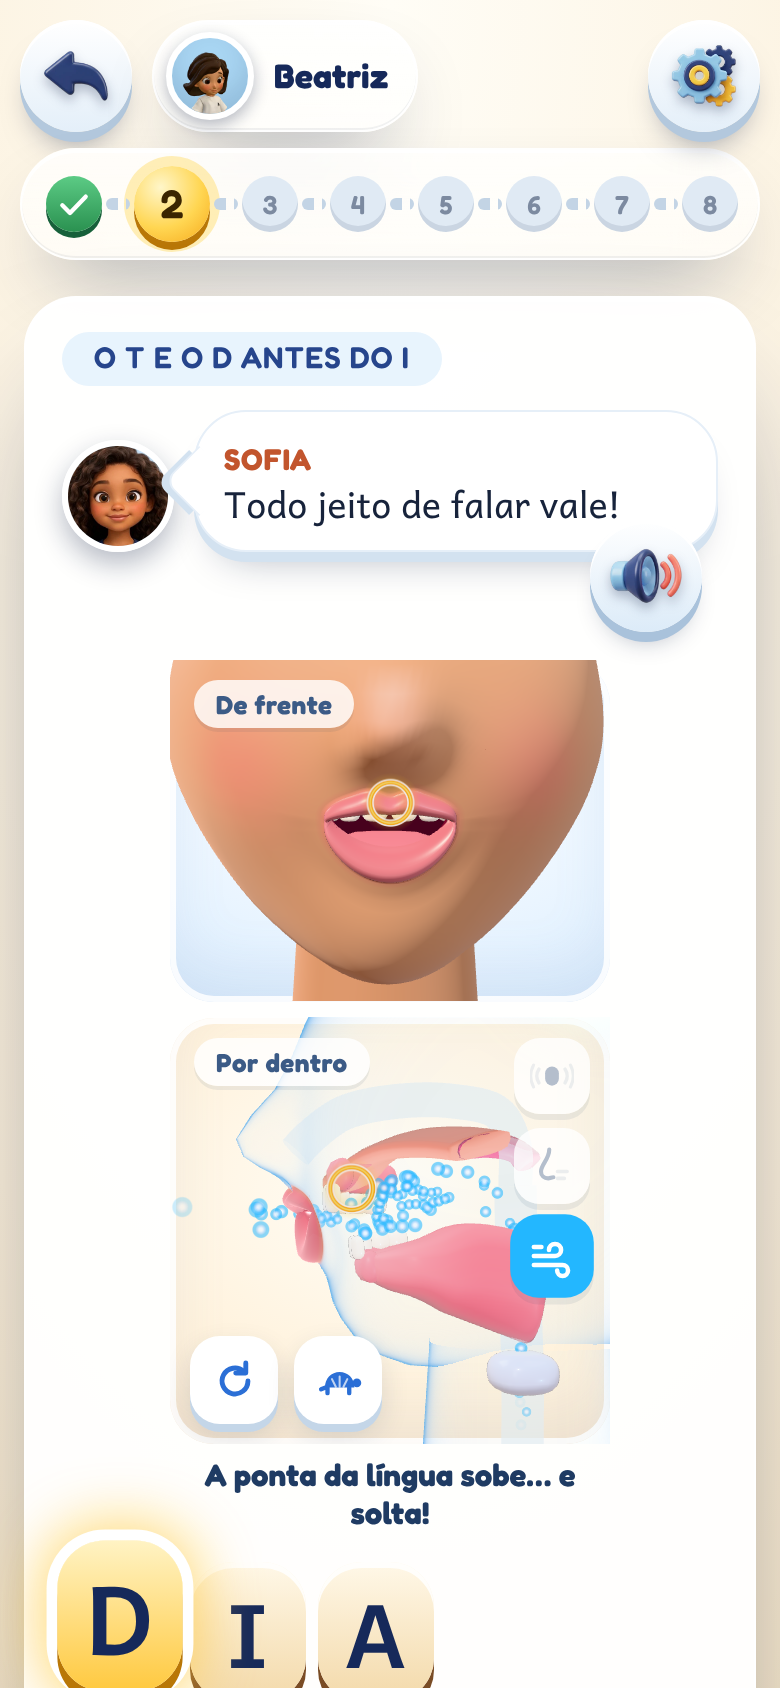 Beatriz
2 3 4 5 6 7 8
O T E O D ANTES DO I
SOFIA
Todo jeito de falar vale!
De frente
Por dentro
A ponta da língua sobe... e
solta!
D I A